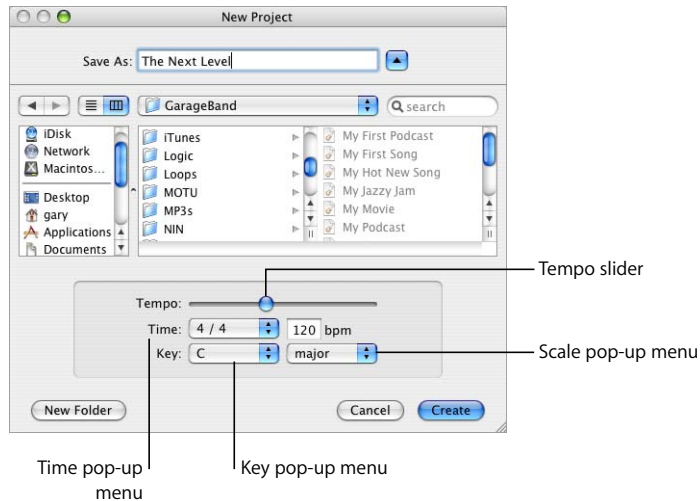 New Project
Save As: The Next Level
GarageBand
search
iDisk
Network
Macintos...
Desktop
gary
Applications
Documents
iTunes
Logic
Loops
MOTU
MP3s
NIN
My First Podcast
My First Song
My Hot New Song
My Jazzy Jam
My Movie
My Podcast
Tempo slider
Tempo:
Time: 4 / 4 120 bpm
Key: C major
Scale pop-up menu
New Folder Cancel Create
Time pop-up
menu
Key pop-up menu